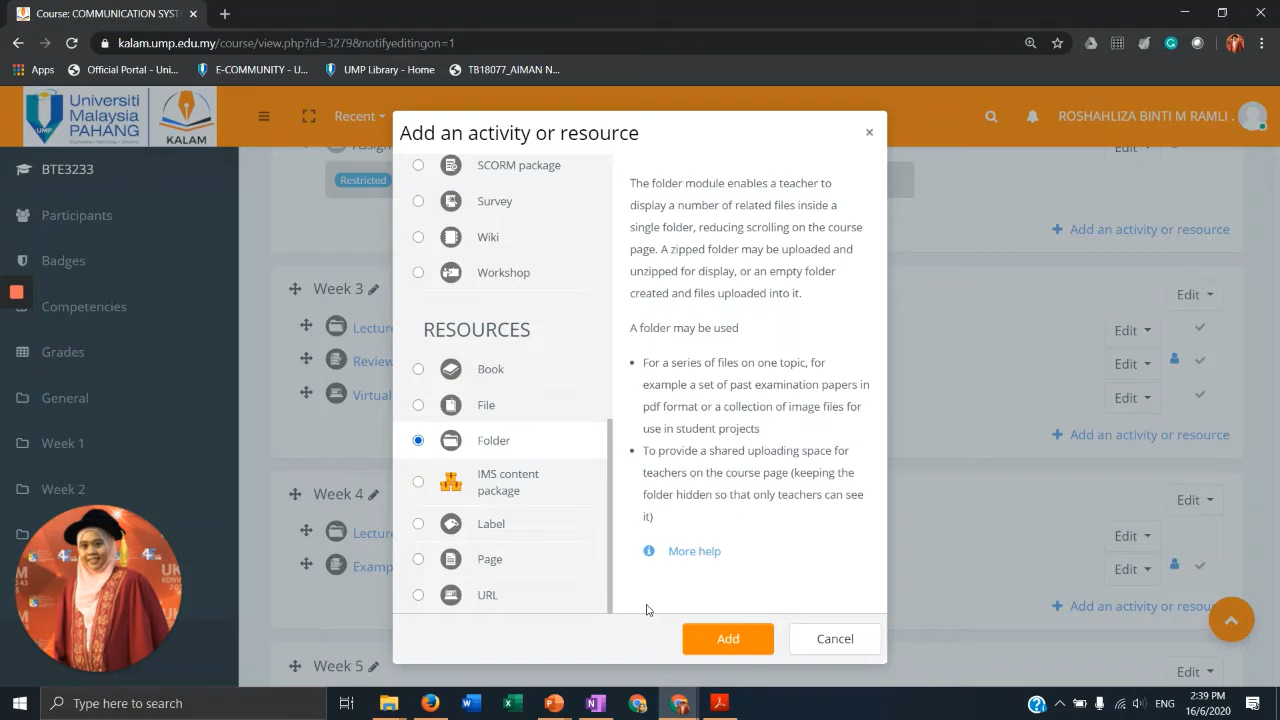 Course: COMMUNICATION SYSTEM
kalam.ump.edu.my/course/view.php?id=3279&notifyeditingon=1
Apps
Official Portal - Uni...
E-COMMUNITY - U...
UMP Library - Home
TB18077_AIMAN N...
Universiti
Malaysia
PAHANG
UMP
KALAM
Recent
ROSHAHLIZA BINTI M RAMLI .
BTE3233
Participants
Badges
Competencies
Grades
General
Week 1
Week 2
Restricted
Edit
Add an activity or resource
Week 3
Edit
Lectur
Edit
Review
Edit
Virtual
Edit
Add an activity or resource
Week 4
Edit
Lectur
Edit
Examp
Edit
Add an activity or resour
Week 5
Edit
Add an activity or resource
×
SCORM package
Survey
Wiki
Workshop
RESOURCES
Book
File
Folder
IMS content
package
Label
Page
URL
The folder module enables a teacher to
display a number of related files inside a
single folder, reducing scrolling on the course
page. A zipped folder may be uploaded and
unzipped for display, or an empty folder
created and files uploaded into it.
A folder may be used
• For a series of files on one topic, for
example a set of past examination papers in
pdf format or a collection of image files for
use in student projects
• To provide a shared uploading space for
teachers on the course page (keeping the
folder hidden so that only teachers can see
it)
More help
Add
Cancel
Type here to search
2:39 PM
16/6/2020